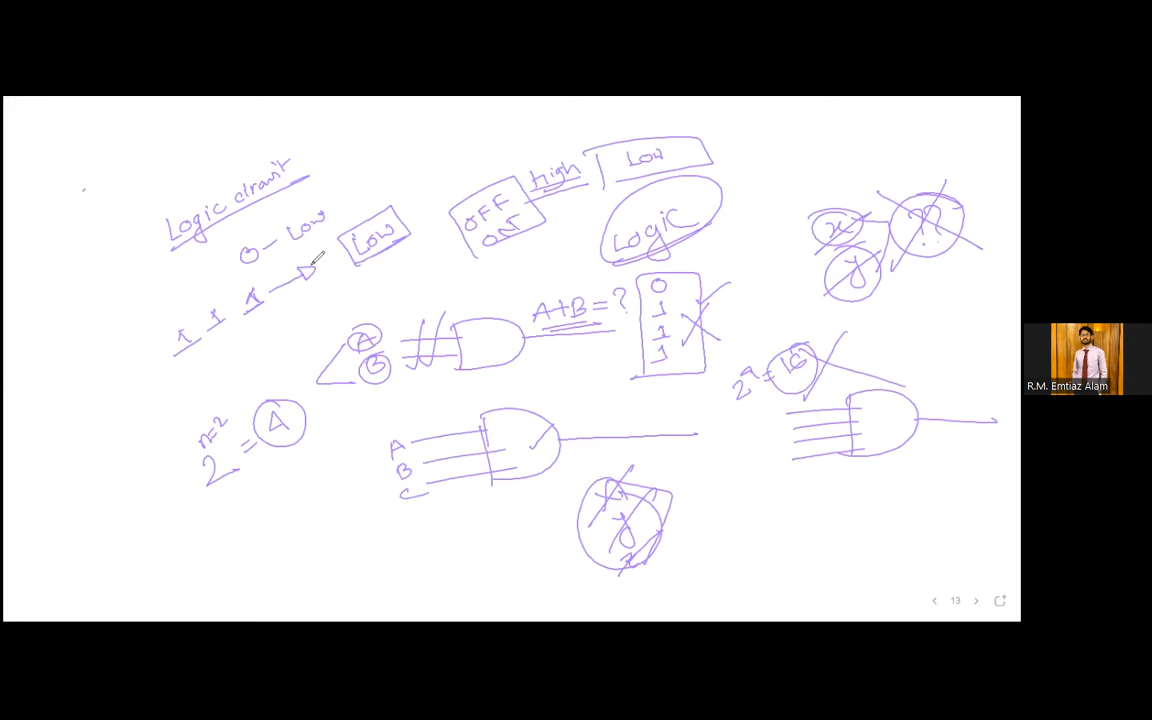 Logic circuit
0 - Low
1 1 1
Low
OFF
ON
High
Low
Logic
x
y
??
A
B
A+B = ?
0
1
1
1
n=2
2 = 4
A
B
C
x
y
z
2^4 = 16
R.M. Emtiaz Alam
13